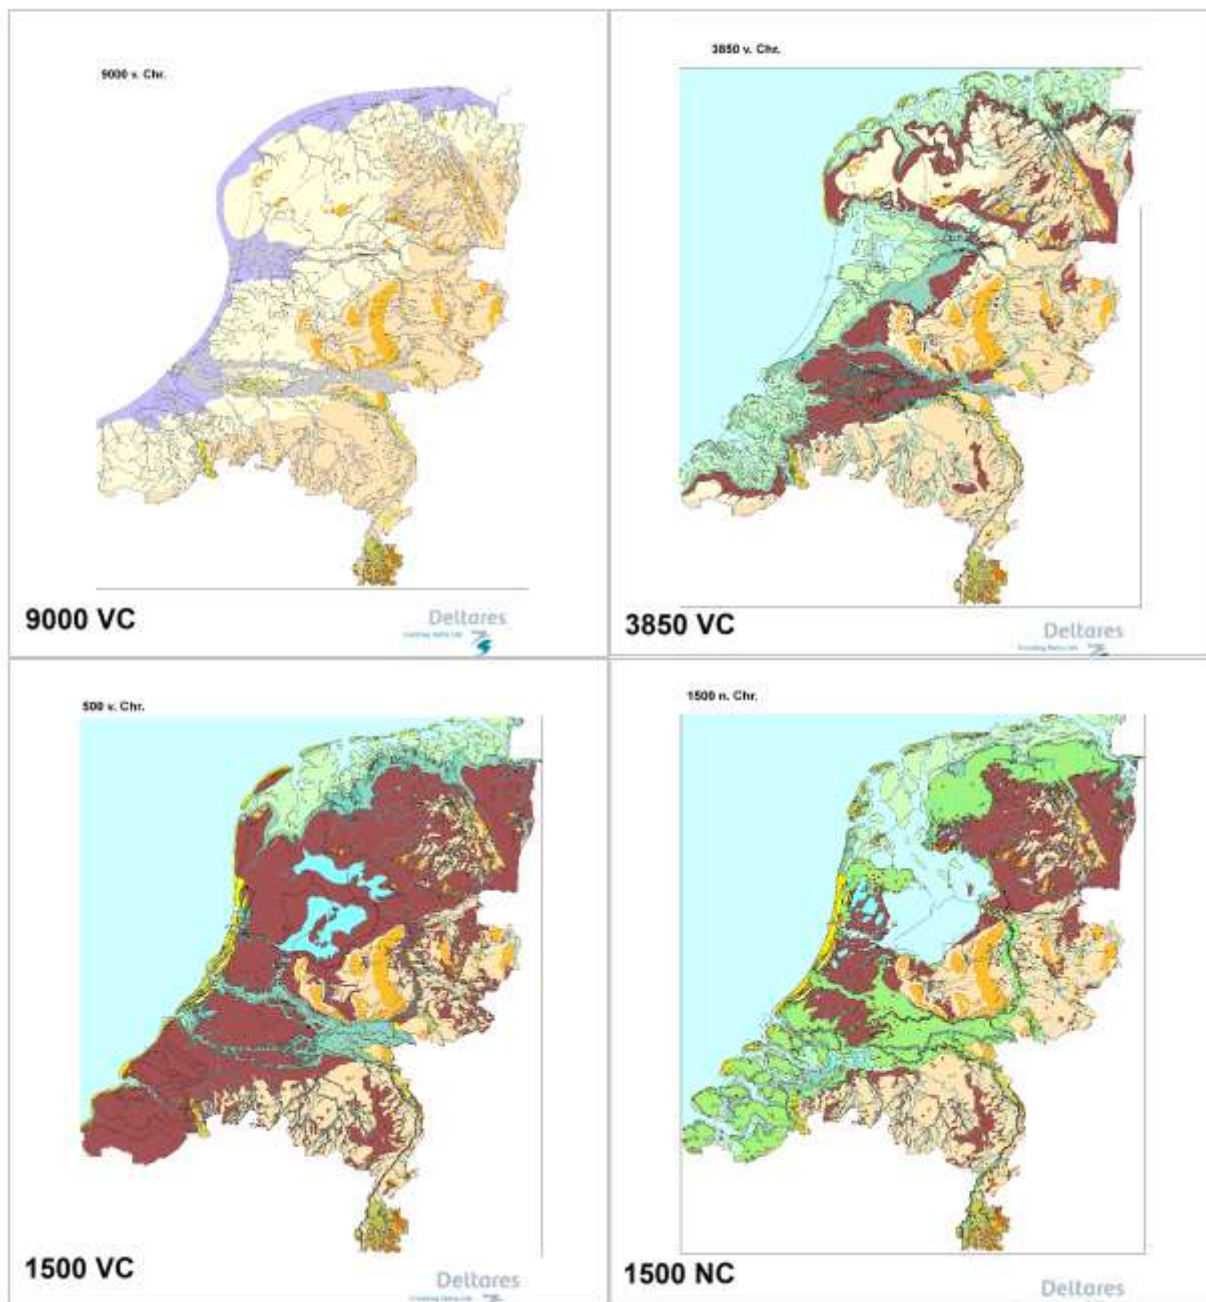 9000 v. Chr.
9000 VC
Deltares
3850 v. Chr.
3850 VC
Deltares
500 v. Chr.
1500 VC
Deltares
1500 n. Chr.
1500 NC
Deltares